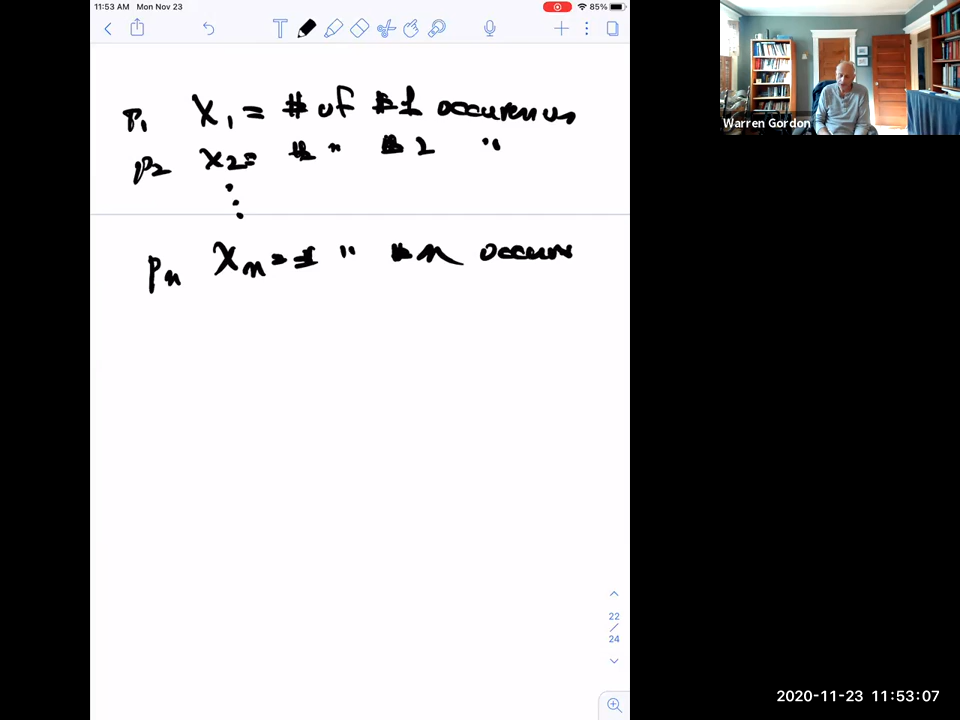 11:53 AM Mon Nov 23
85%
p1 X1 = # of # 1 occurences
p2 X2 = # " # 2 "
pn Xn = # " # n occurs
Warren Gordon
22
/
24
2020-11-23 11:53:07